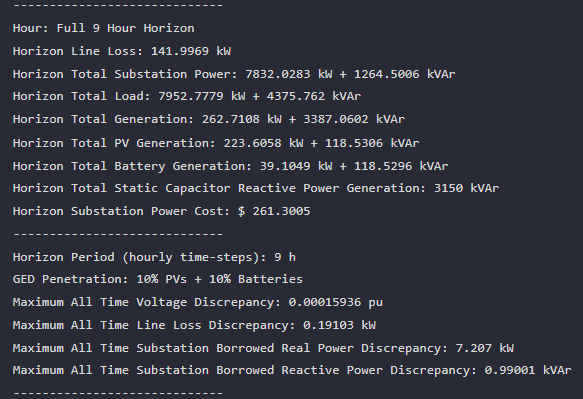 ------------------------------
Hour: Full 9 Hour Horizon
Horizon Line Loss: 141.9969 kW
Horizon Total Substation Power: 7832.0283 kW + 1264.5006 kVAr
Horizon Total Load: 7952.7779 kW + 4375.762 kVAr
Horizon Total Generation: 262.7108 kW + 3387.0602 kVAr
Horizon Total PV Generation: 223.6058 kW + 118.5306 kVAr
Horizon Total Battery Generation: 39.1049 kW + 118.5296 kVAr
Horizon Total Static Capacitor Reactive Power Generation: 3150 kVAr
Horizon Substation Power Cost: $ 261.3005
------------------------------
Horizon Period (hourly time-steps): 9 h
GED Penetration: 10% PVs + 10% Batteries
Maximum All Time Voltage Discrepancy: 0.00015936 pu
Maximum All Time Line Loss Discrepancy: 0.19103 kW
Maximum All Time Substation Borrowed Real Power Discrepancy: 7.207 kW
Maximum All Time Substation Borrowed Reactive Power Discrepancy: 0.99001 kVAr
------------------------------